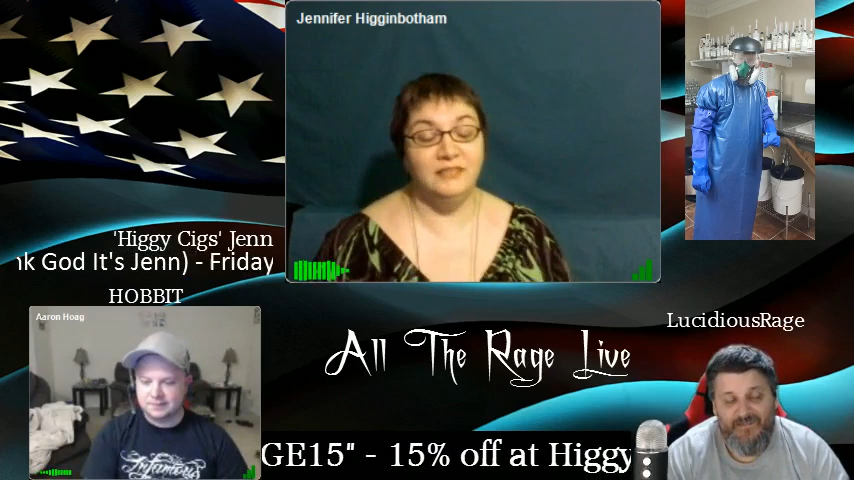 Jennifer Higginbotham
'Higgy Cigs' Jenn
nk God It's Jenn) - Friday
HOBBIT
Aaron Hoag
LucidiousRage
All The Rage Live
Infamous
GE15" - 15% off at Higgy